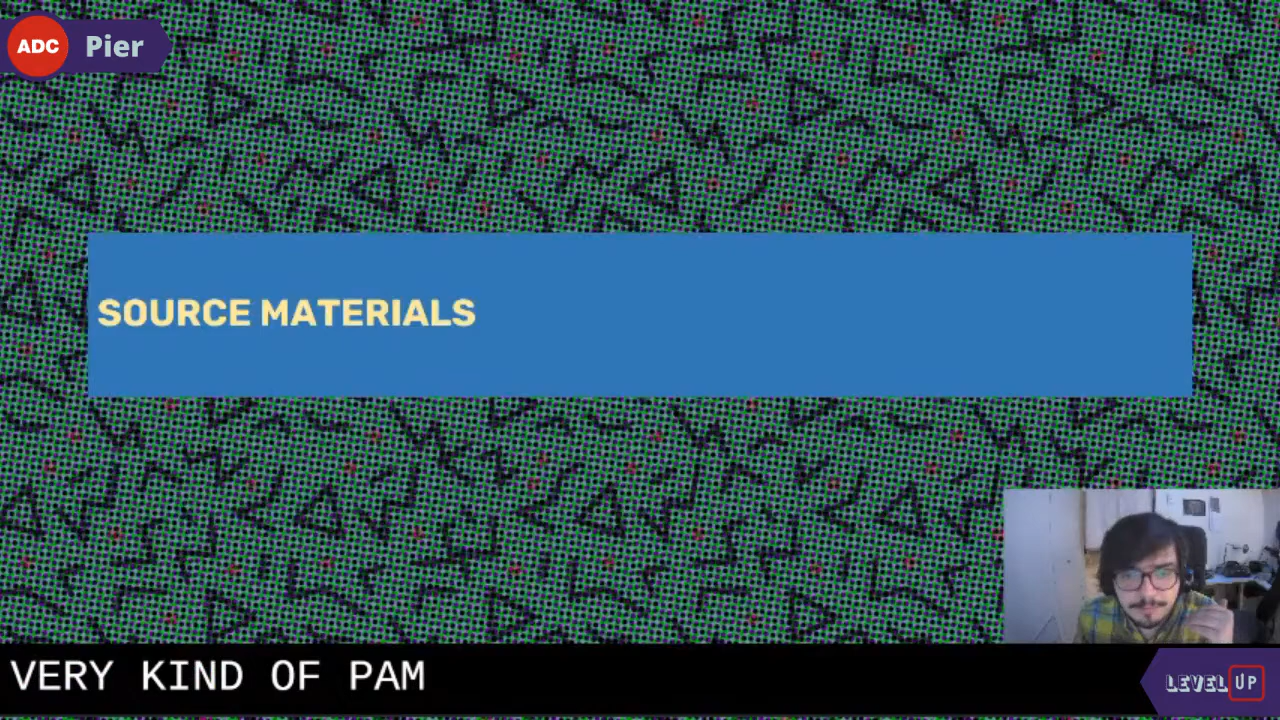 ADC Pier
SOURCE MATERIALS
VERY KIND OF PAM
LEVEL UP